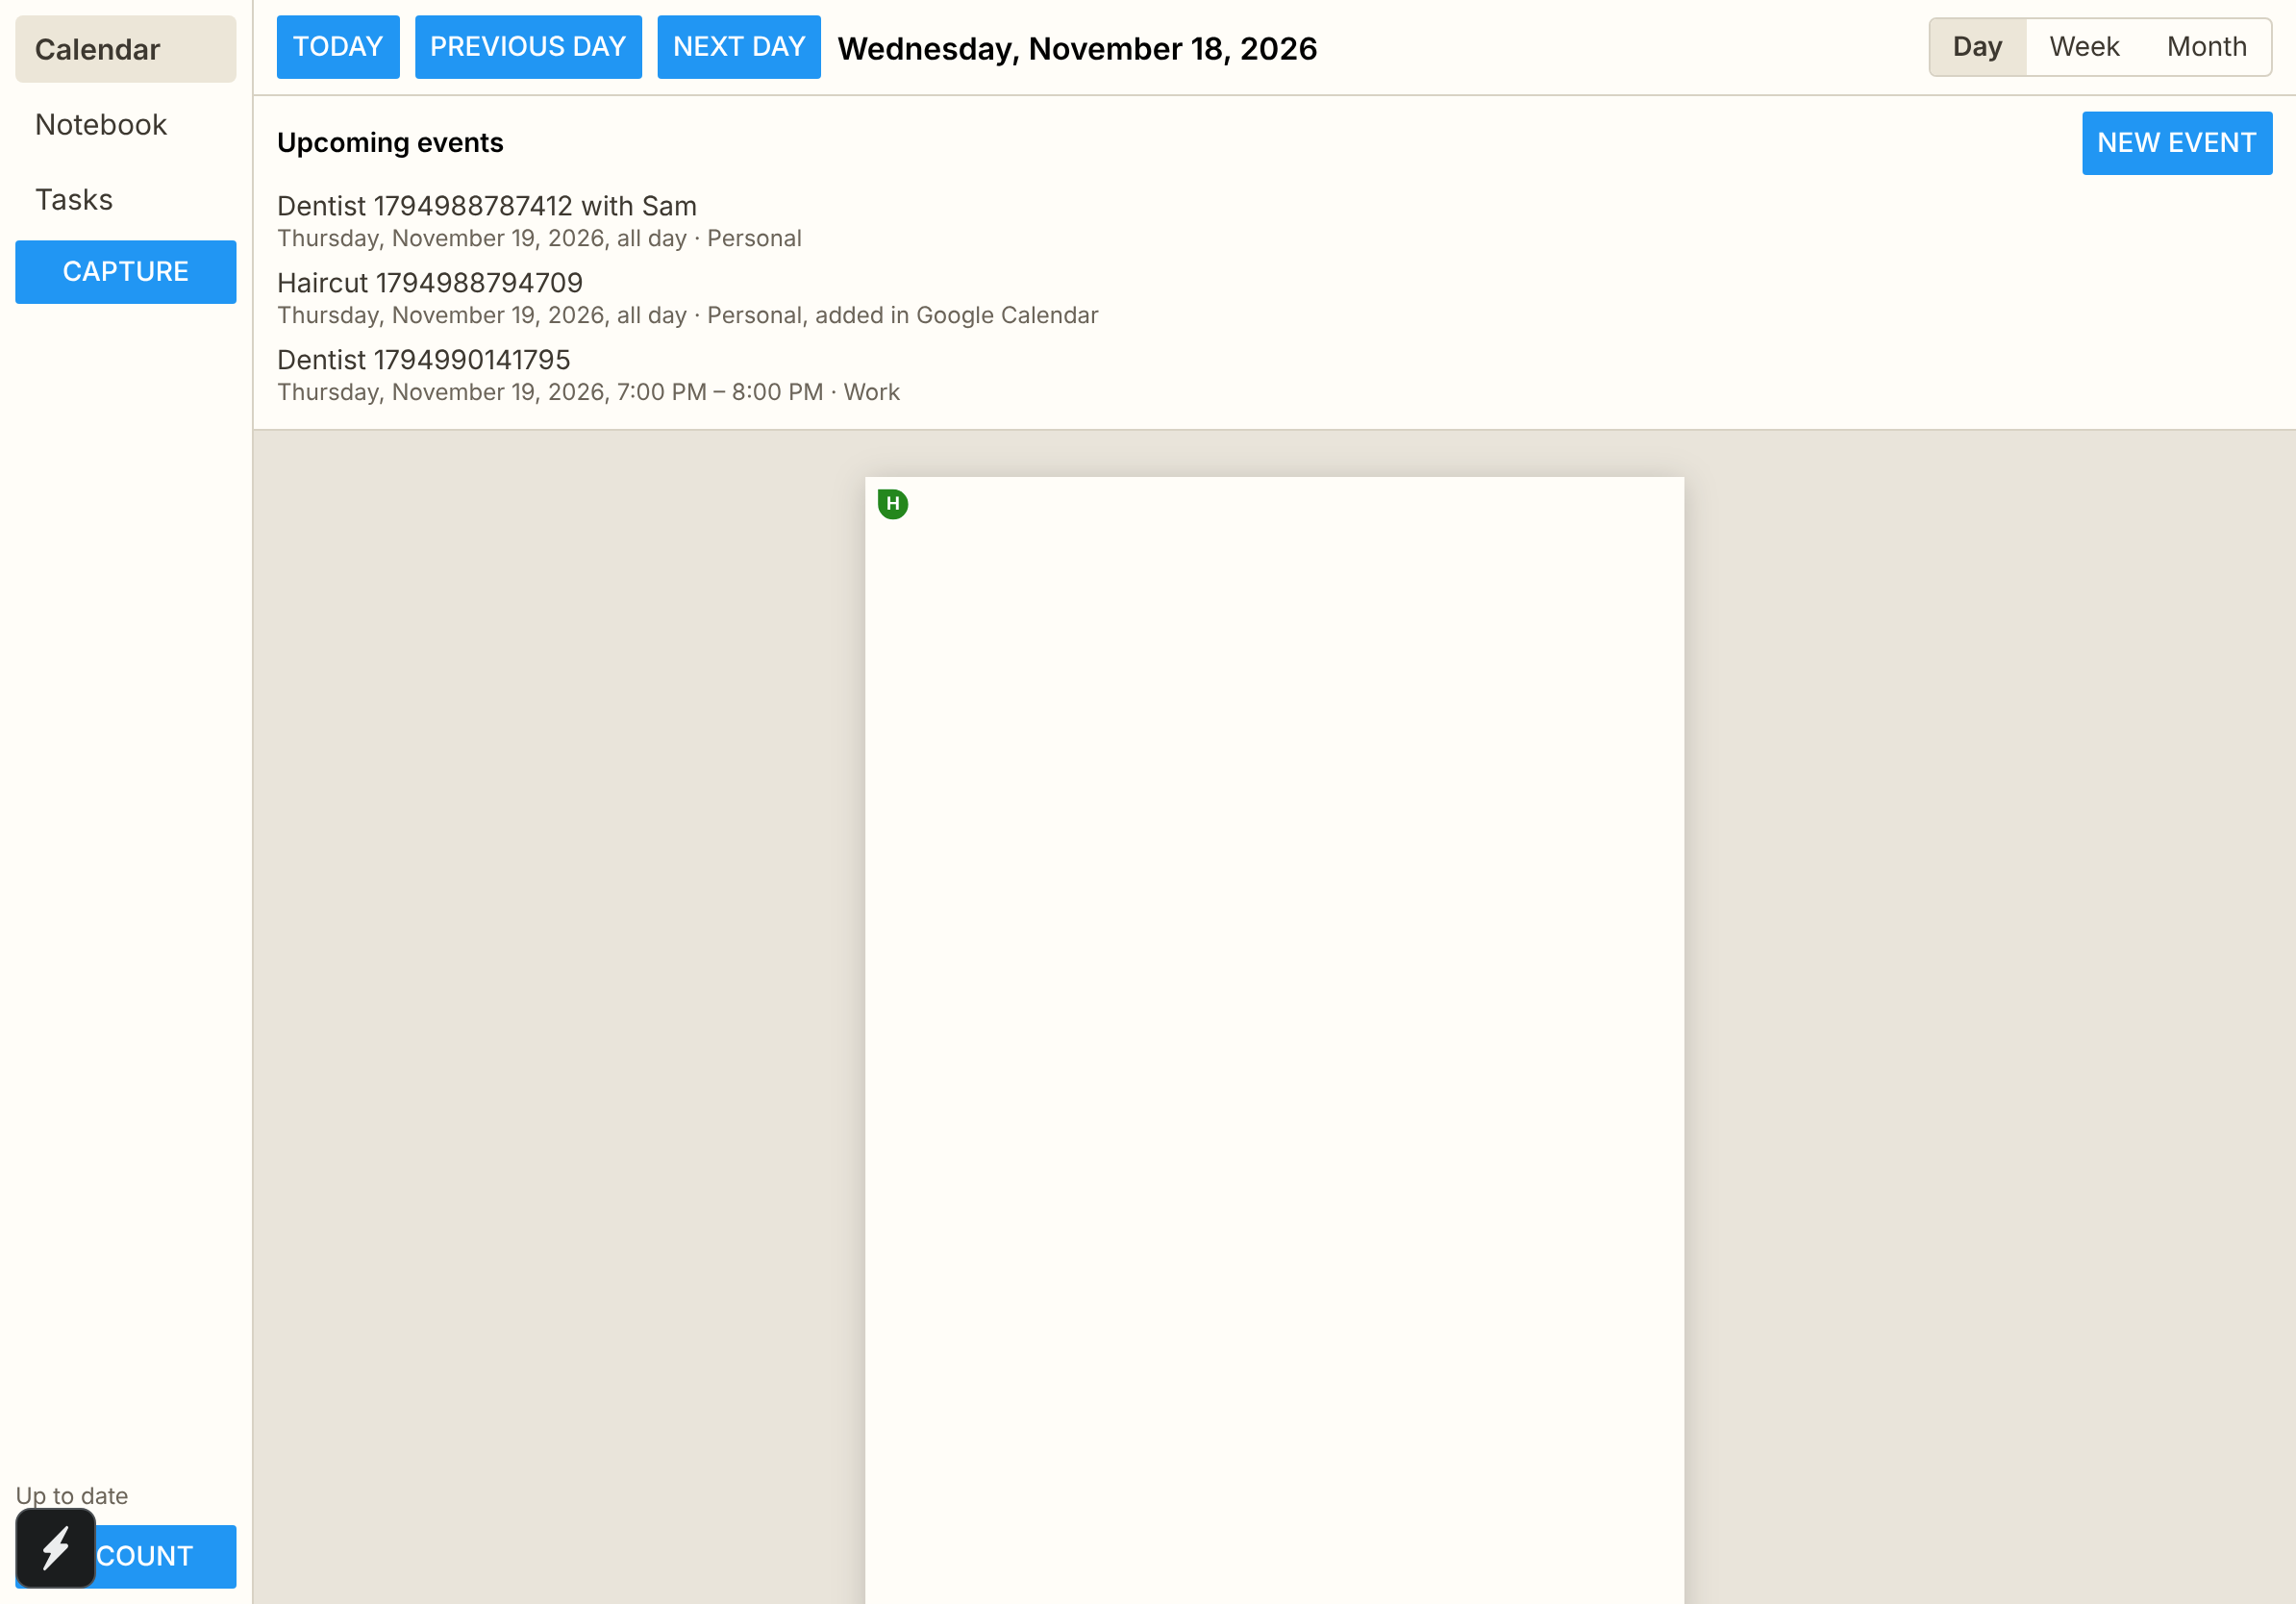 Calendar
Notebook
Tasks
CAPTURE
Up to date
COUNT
TODAY PREVIOUS DAY NEXT DAY Wednesday, November 18, 2026 Day Week Month
Upcoming events NEW EVENT
Dentist 1794988787412 with Sam
Thursday, November 19, 2026, all day · Personal
Haircut 1794988794709
Thursday, November 19, 2026, all day · Personal, added in Google Calendar
Dentist 1794990141795
Thursday, November 19, 2026, 7:00 PM – 8:00 PM · Work
H